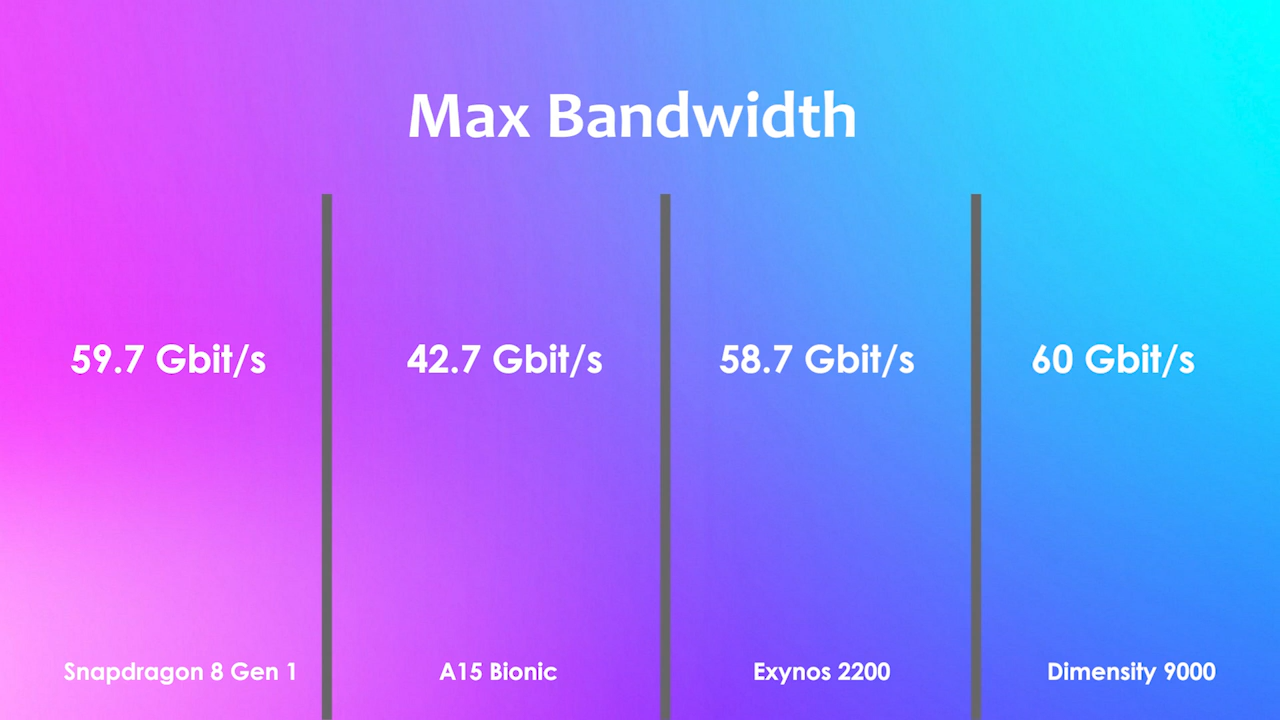 Max Bandwidth
59.7 Gbit/s
42.7 Gbit/s
58.7 Gbit/s
60 Gbit/s
Snapdragon 8 Gen 1
A15 Bionic
Exynos 2200
Dimensity 9000